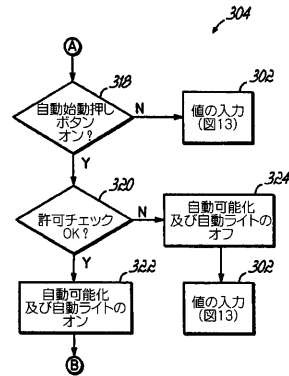 304
A
318
自動始動押し
ボタン
オン?
N
302
値の入力
(図13)
Y
320
許可チェック
OK?
N
324
自動可能化
及び自動ライトの
オフ
Y
322
自動可能化
及び自動ライトの
オン
302
値の入力
(図13)
B